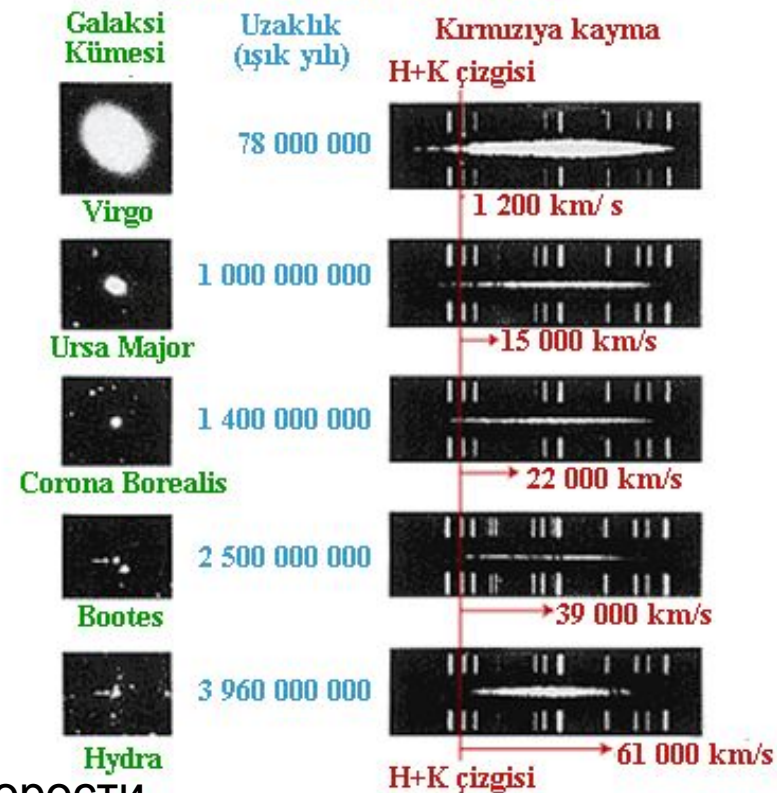 Galaksi
Kümesi
Uzaklık
(ışık yılı)
Kırmızıya kayma
H+K çizgisi
78 000 000
Virgo
1 200 km/ s
1 000 000 000
Ursa Major
15 000 km/s
1 400 000 000
Corona Borealis
22 000 km/s
2 500 000 000
Bootes
39 000 km/s
3 960 000 000
Hydra
61 000 km/s
H+K çizgisi